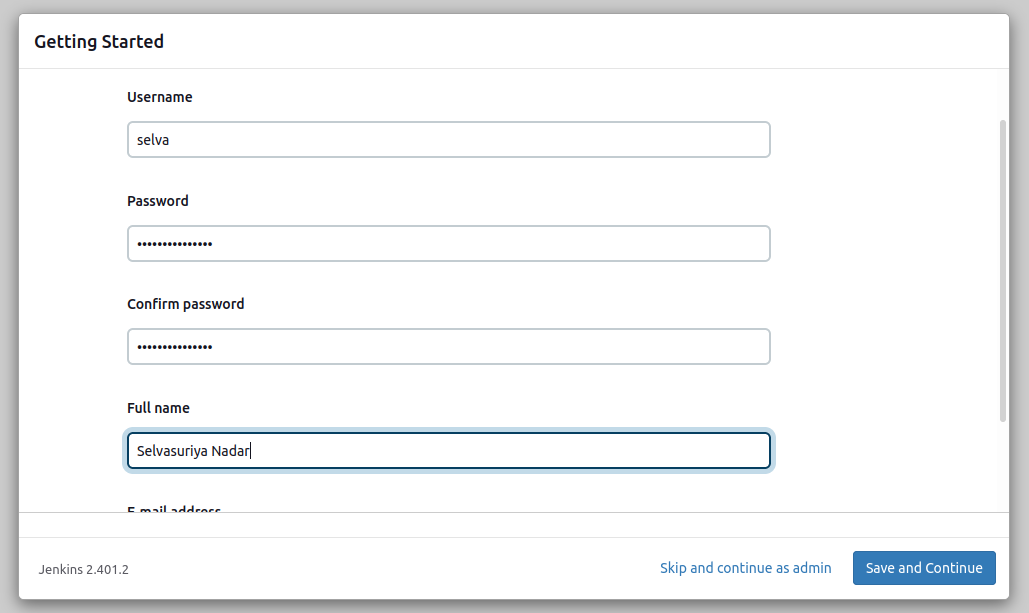 Getting Started
Username
selva
Password
•••••••••••••••
Confirm password
•••••••••••••••
Full name
Selvasuriya Nadar
E-mail address
Jenkins 2.401.2
Skip and continue as admin
Save and Continue